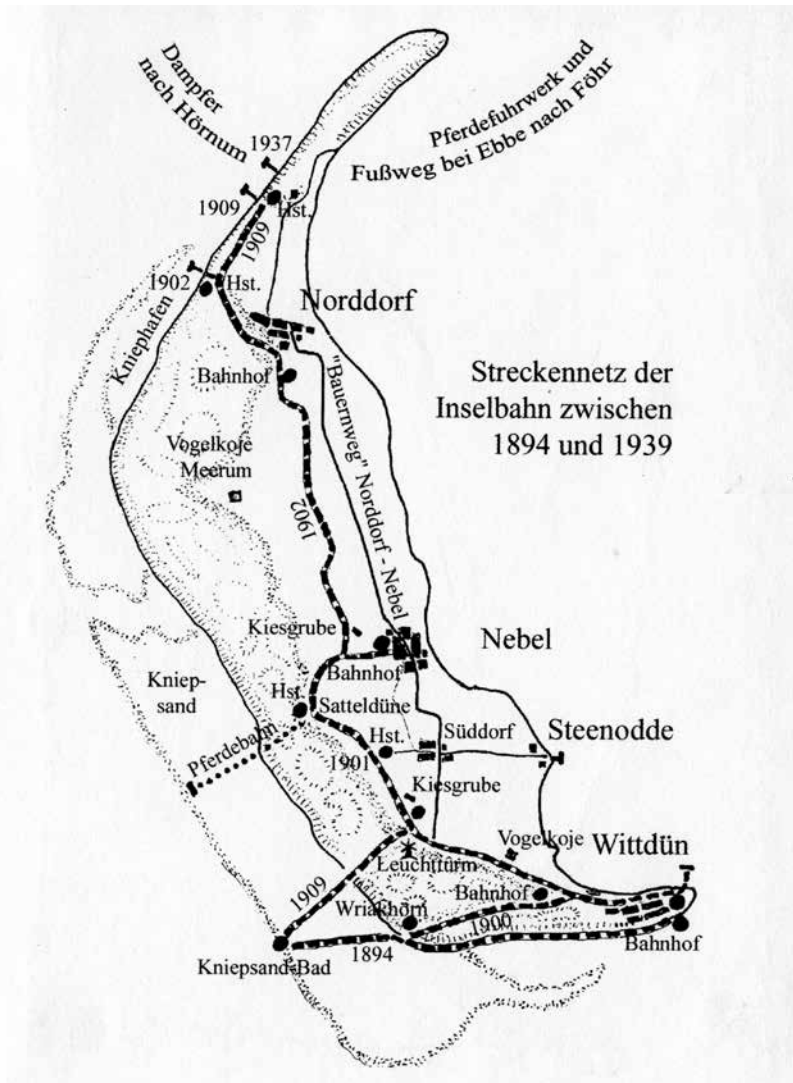 Dampfer
nach Hörnum
Pferdefuhrwerk und
Fußweg bei Ebbe nach Föhr
1937
1909
Hst.
1909
1902
Hst.
Kniephafen
Norddorf
Bahnhof
"Bauernweg" Norddorf - Nebel
Streckennetz der
Inselbahn zwischen
1894 und 1939
Vogelkoje
Meerum
1902
Kiesgrube
Nebel
Bahnhof
Kniep-
sand
Hst.
Satteldüne
Süddorf
Steenodde
Hst.
Pferdebahn
1901
Kiesgrube
Vogelkoje
Wittdün
Leuchtturm
1909
Bahnhof
Wriakhörn
1900
Bahnhof
1894
Kniepsand-Bad